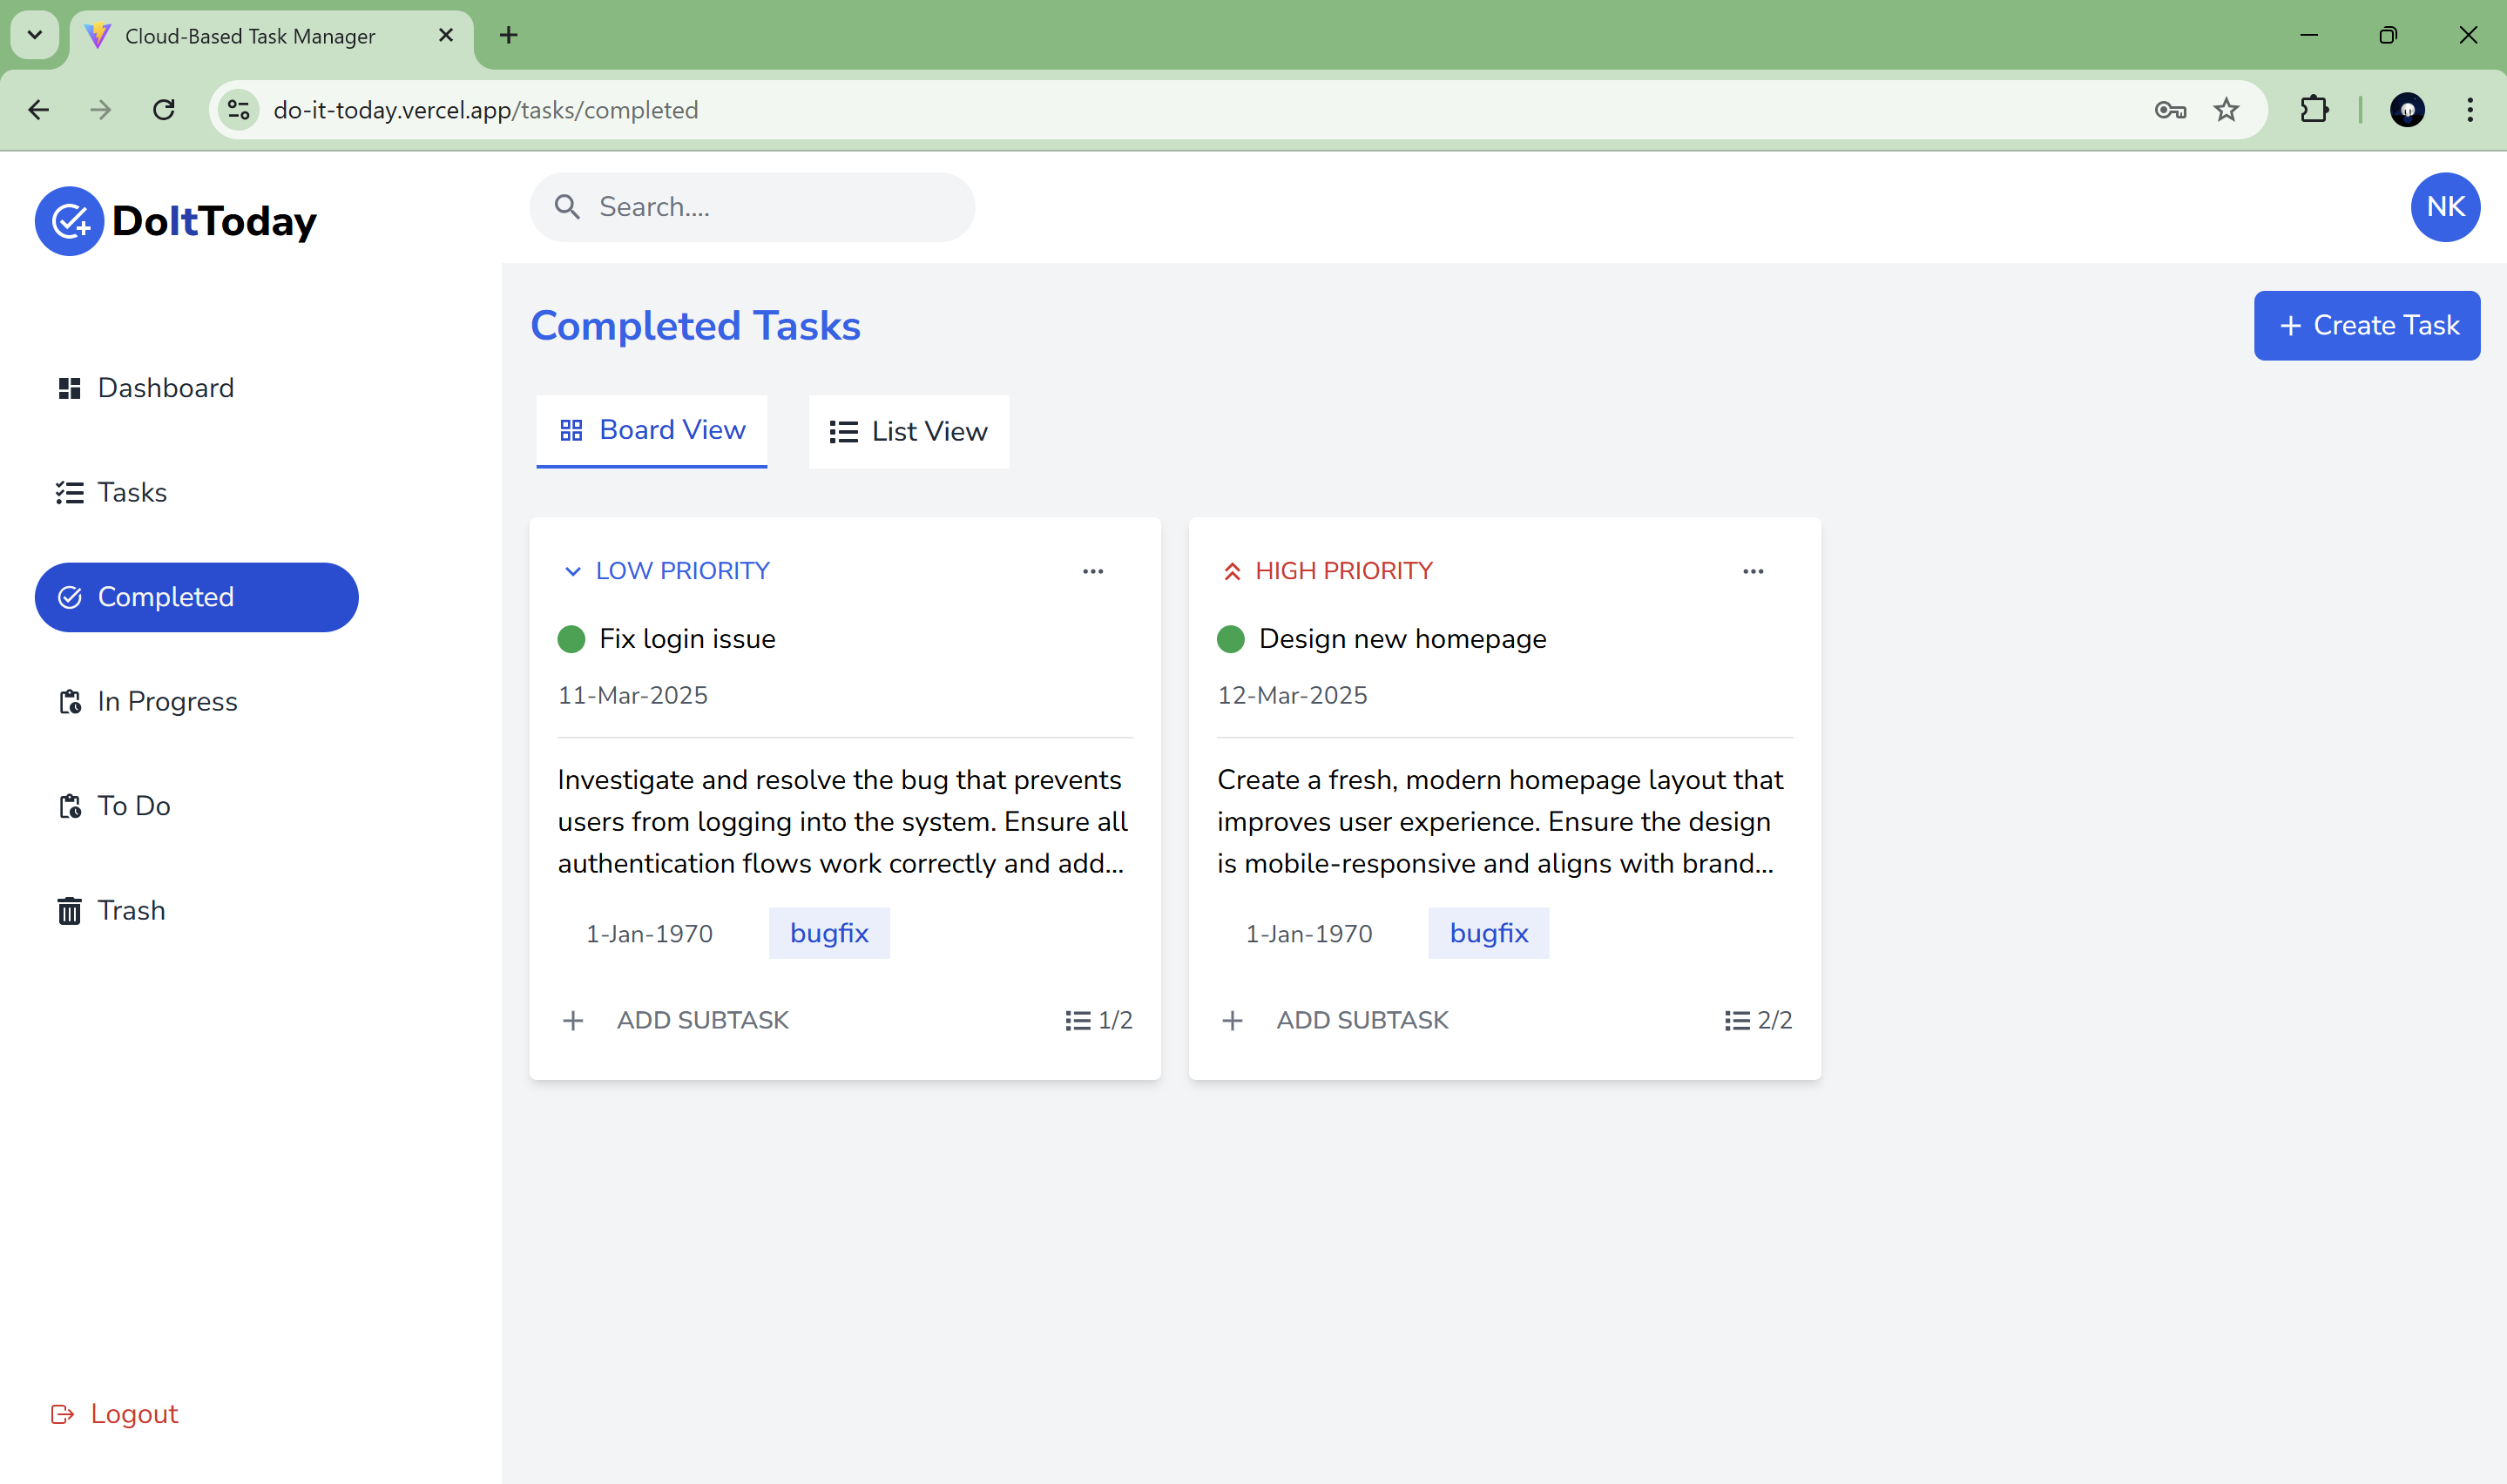 Cloud-Based Task Manager
do-it-today.vercel.app/tasks/completed
DoItToday
Search....
NK
Dashboard
Tasks
Completed
In Progress
To Do
Trash
Logout
Completed Tasks
+ Create Task
Board View
List View
LOW PRIORITY
...
Fix login issue
11-Mar-2025
Investigate and resolve the bug that prevents
users from logging into the system. Ensure all
authentication flows work correctly and add...
1-Jan-1970
bugfix
+ ADD SUBTASK
1/2
HIGH PRIORITY
...
Design new homepage
12-Mar-2025
Create a fresh, modern homepage layout that
improves user experience. Ensure the design
is mobile-responsive and aligns with brand...
1-Jan-1970
bugfix
+ ADD SUBTASK
2/2